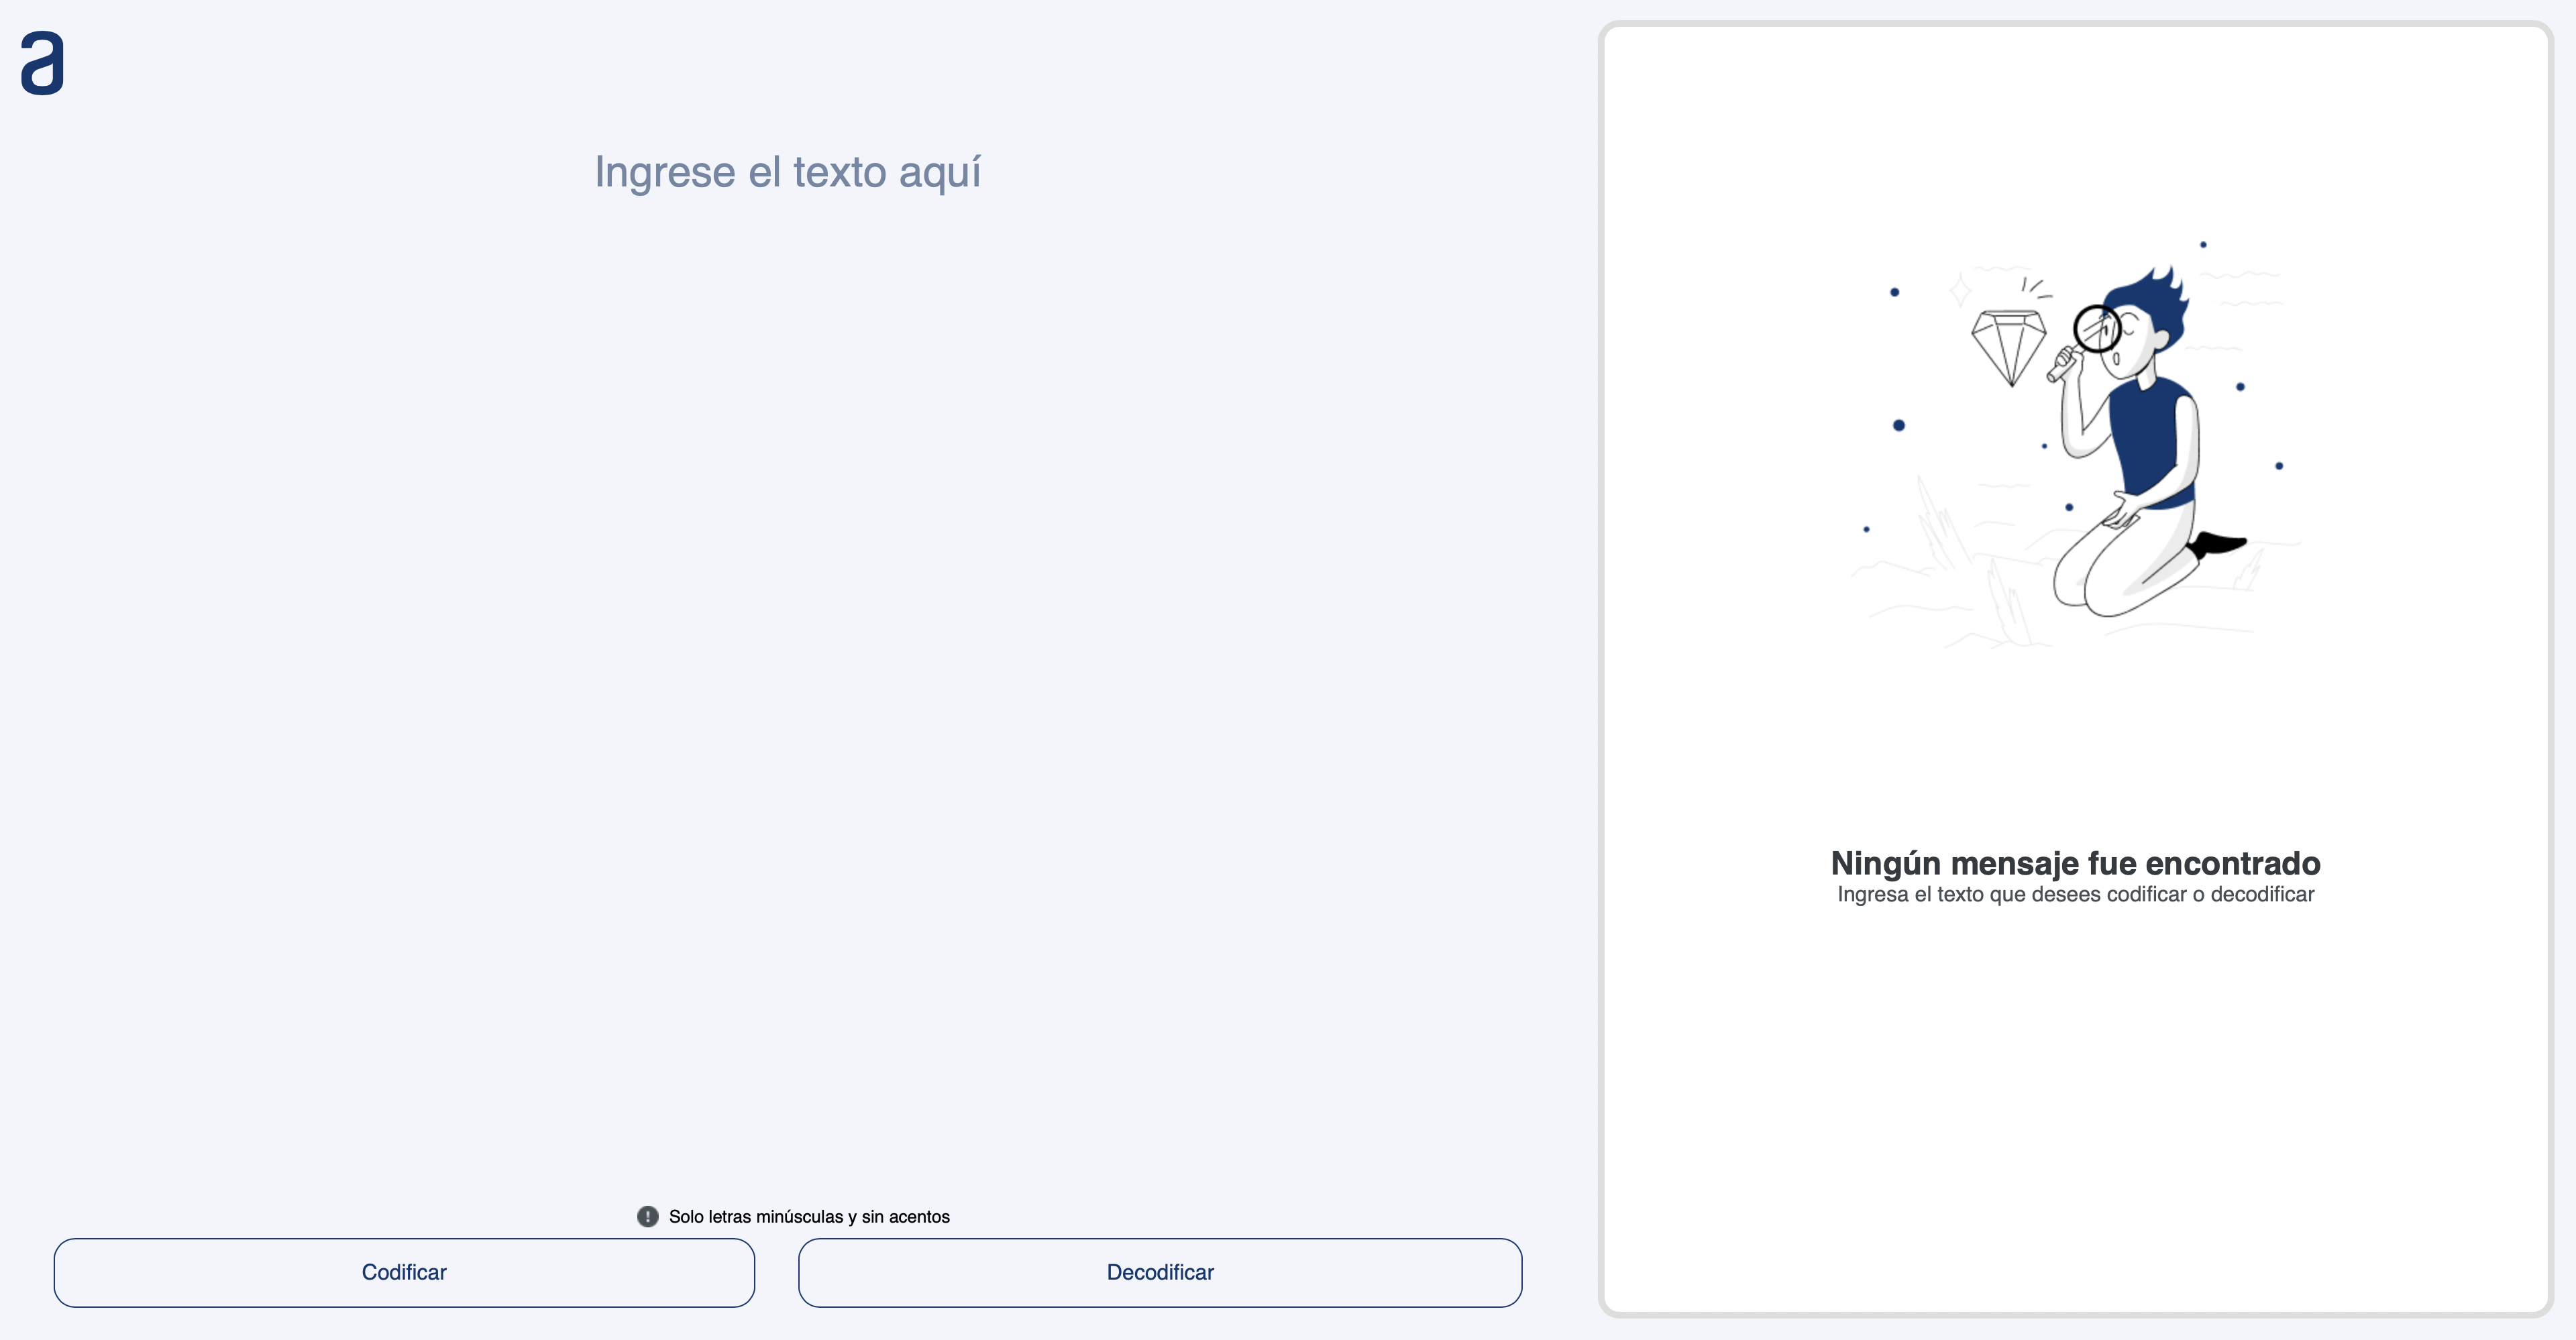 a
Ingrese el texto aquí
Solo letras minúsculas y sin acentos
Codificar
Decodificar
Ningún mensaje fue encontrado
Ingresa el texto que desees codificar o decodificar